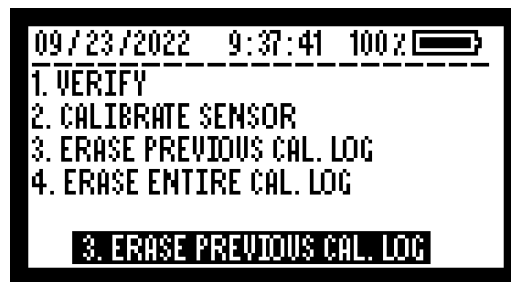 09/23/2022 9:37:41 100%
1. VERIFY
2. CALIBRATE SENSOR
3. ERASE PREVIOUS CAL. LOG
4. ERASE ENTIRE CAL. LOG
3. ERASE PREVIOUS CAL. LOG